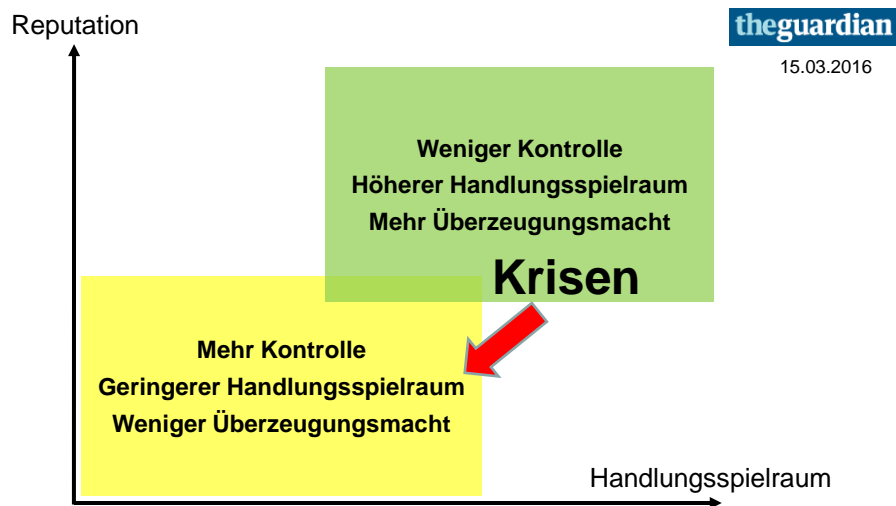 Reputation
theguardian
15.03.2016
Weniger Kontrolle
Höherer Handlungsspielraum
Mehr Überzeugungsmacht
Krisen
Mehr Kontrolle
Geringerer Handlungsspielraum
Weniger Überzeugungsmacht
Handlungsspielraum